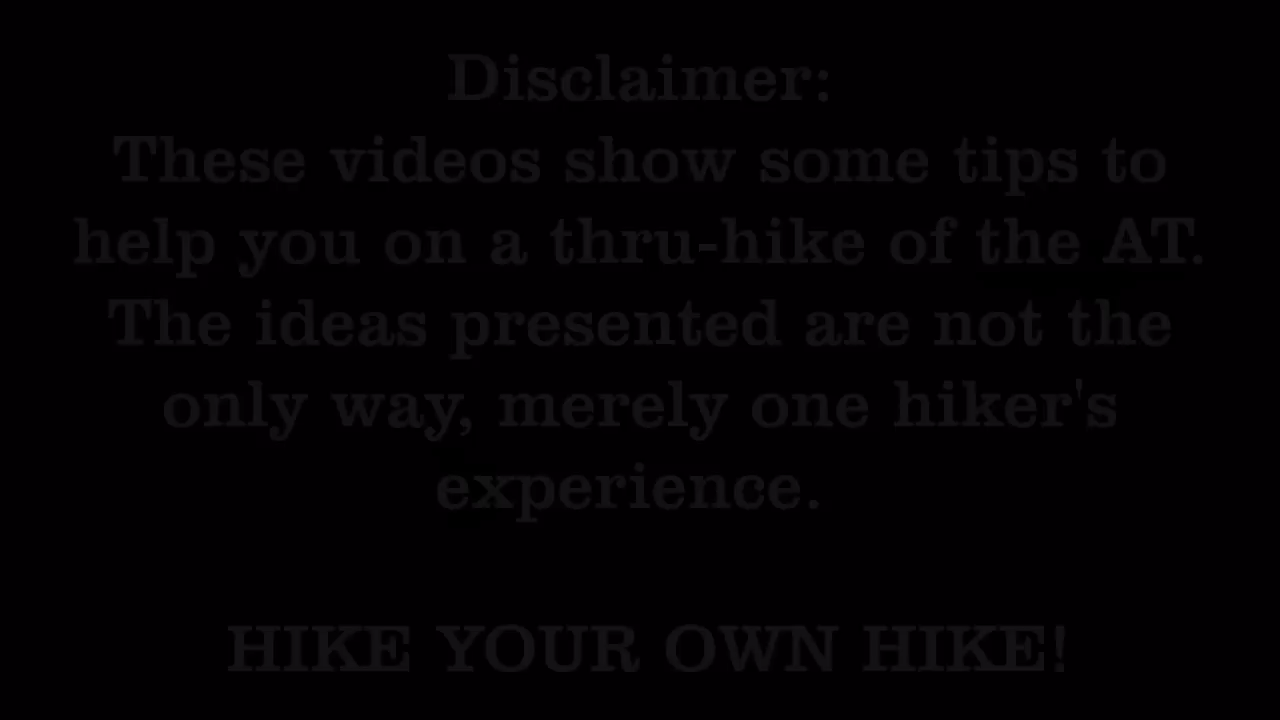 Disclaimer:
These videos show some tips to
help you on a thru-hike of the AT.
The ideas presented are not the
only way, merely one hiker's
experience.
HIKE YOUR OWN HIKE!